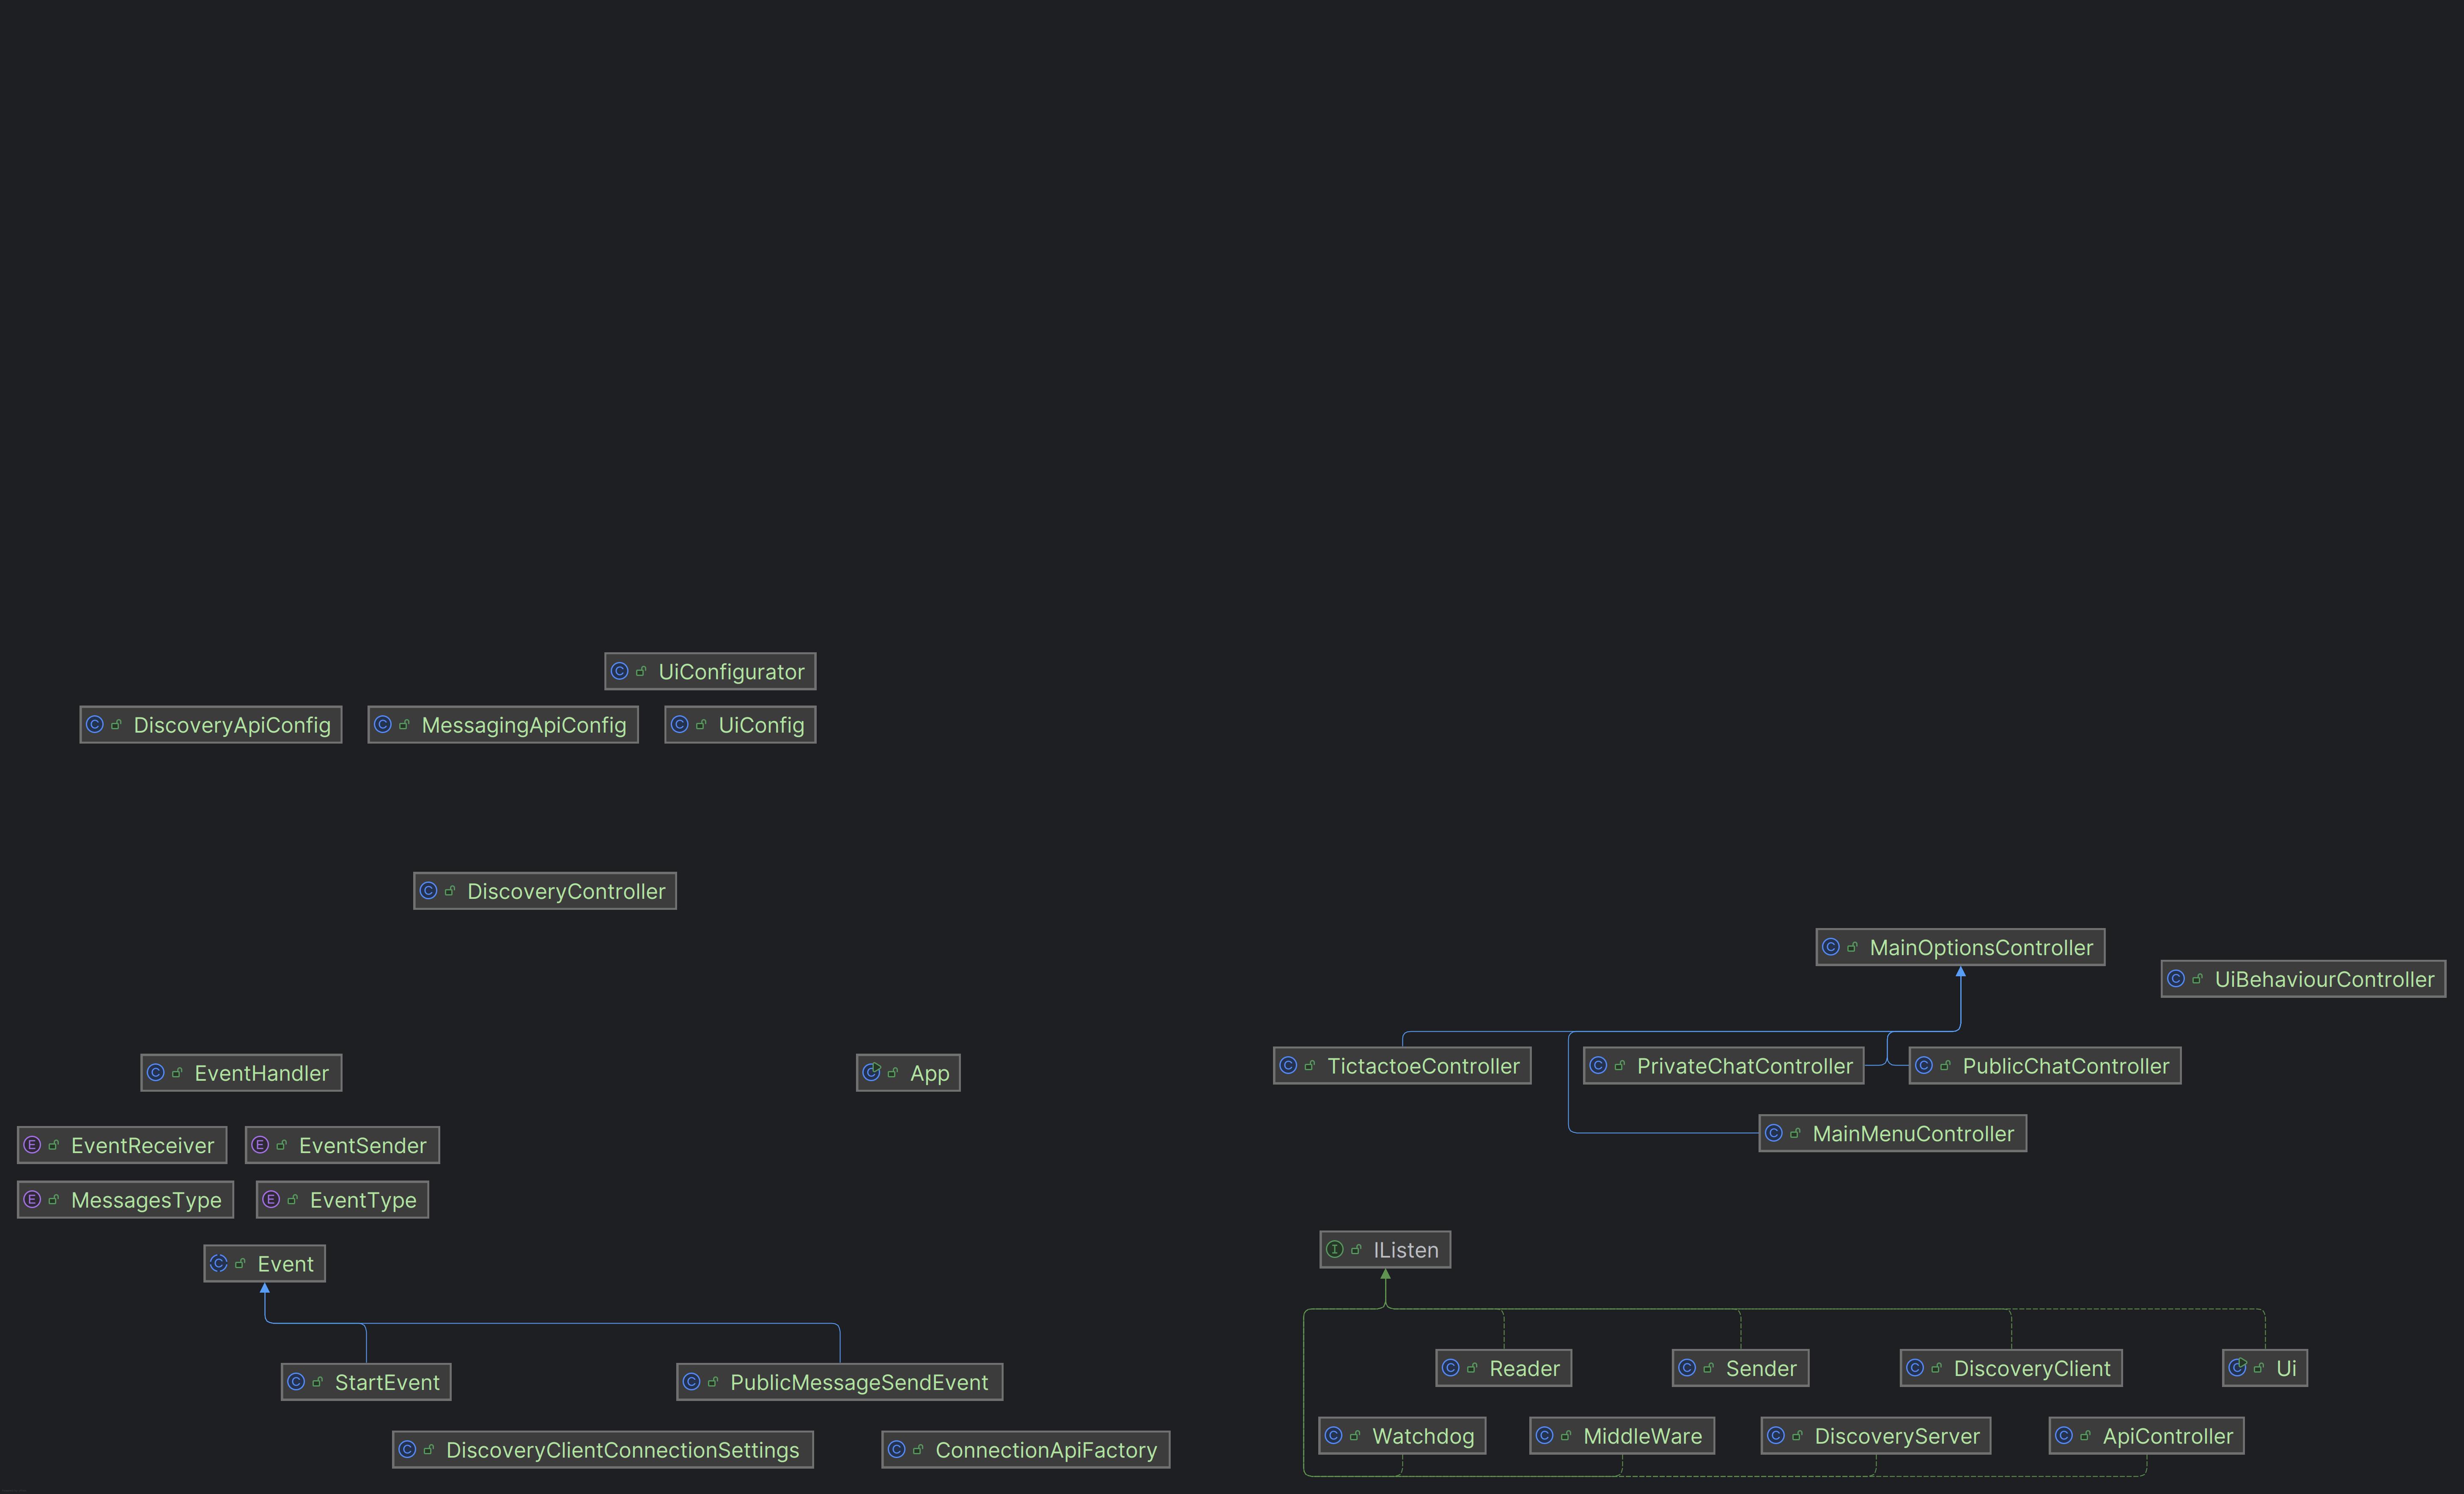 UiConfigurator
DiscoveryApiConfig
MessagingApiConfig
UiConfig
DiscoveryController
MainOptionsController
UiBehaviourController
EventHandler
App
TictactoeController
PrivateChatController
PublicChatController
MainMenuController
EventReceiver
EventSender
MessagesType
EventType
Event
IListen
StartEvent
PublicMessageSendEvent
Reader
Sender
DiscoveryClient
Ui
DiscoveryClientConnectionSettings
ConnectionApiFactory
Watchdog
MiddleWare
DiscoveryServer
ApiController